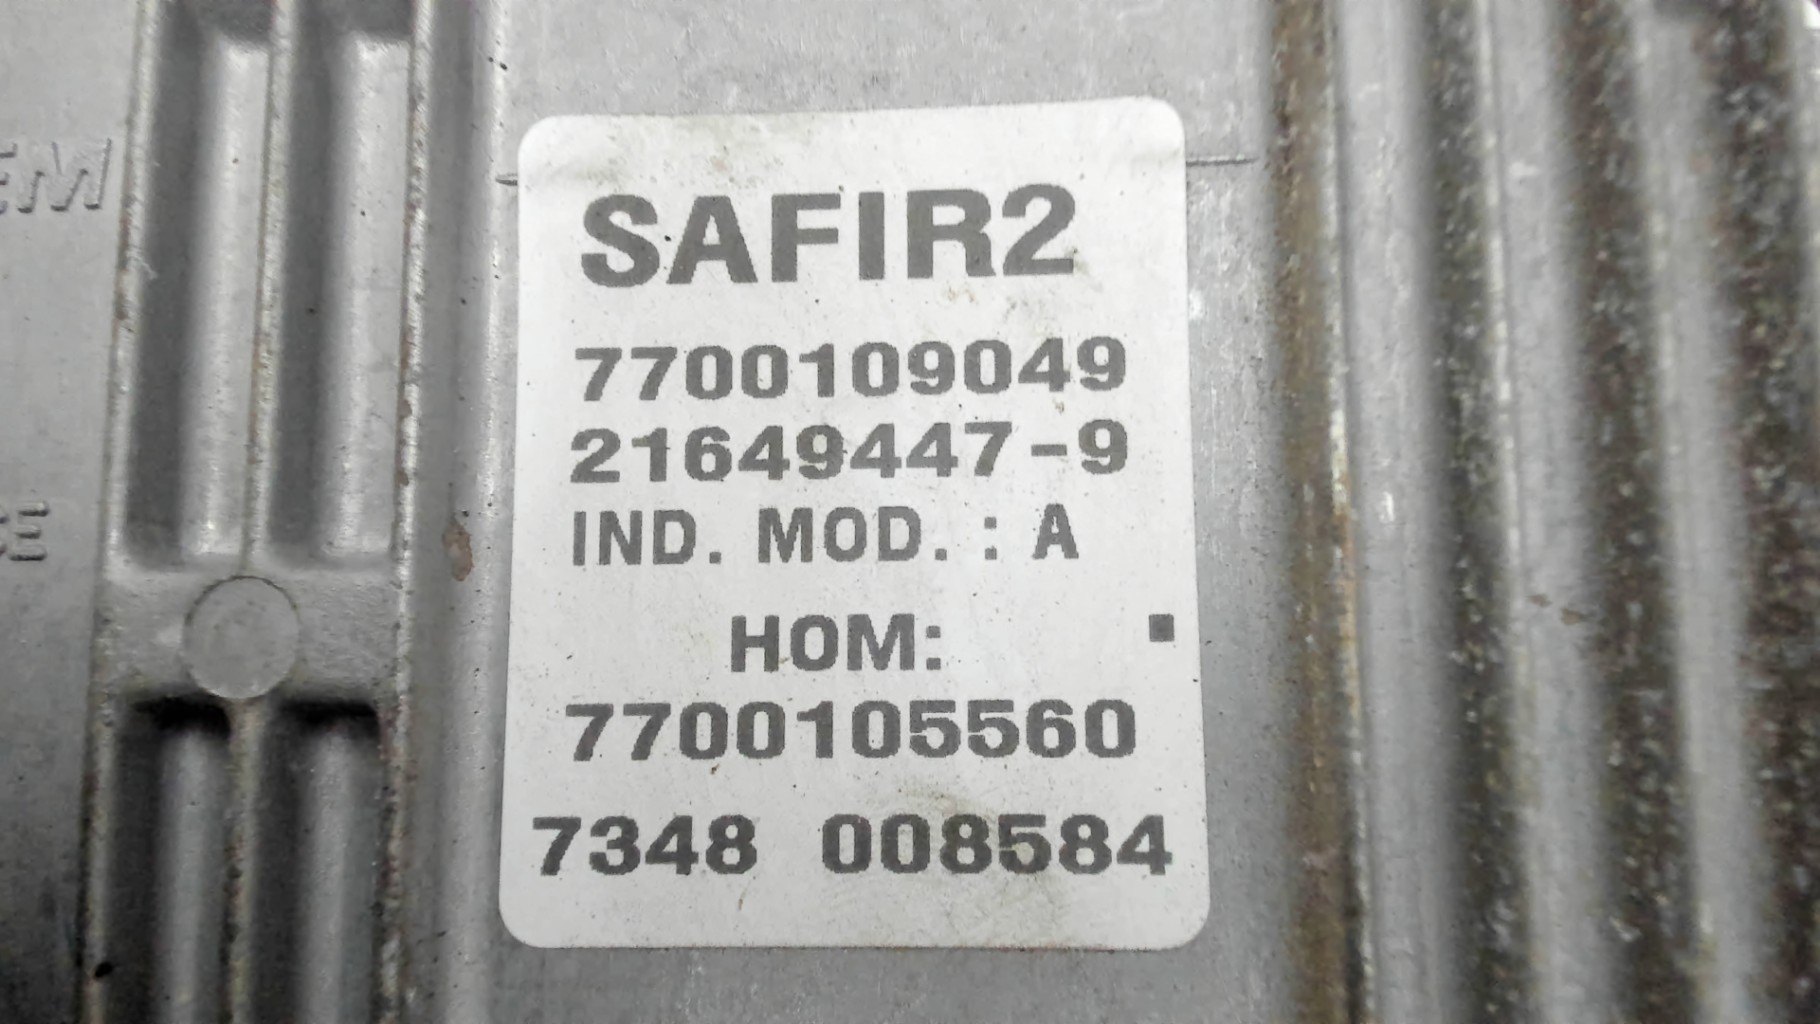 SAFIR2
7700109049
21649447-9
IND. MOD. : A
HOM:
7700105560
7348 008584